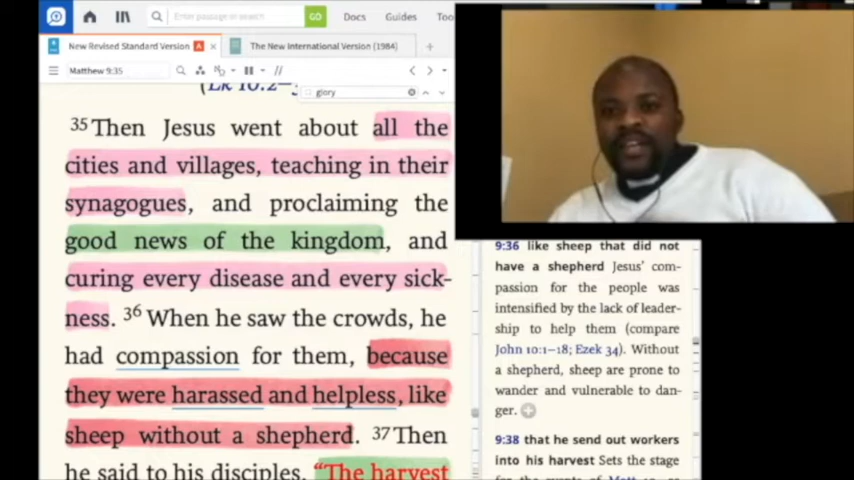 Enter passage or search
GO
Docs
Guides
Too
New Revised Standard Version A
The New International Version (1984)
Matthew 9:35
glory
35Then Jesus went about all the
cities and villages, teaching in their
synagogues, and proclaiming the
good news of the kingdom, and
curing every disease and every sick-
ness. 36 When he saw the crowds, he
had compassion for them, because
they were harassed and helpless, like
sheep without a shepherd. 37 Then
he said to his disciples, “The harvest
9:36 like sheep that did not
have a shepherd Jesus’ com-
passion for the people was
intensified by the lack of leader-
ship to help them (compare
John 10:1–18; Ezek 34). Without
a shepherd, sheep are prone to
wander and vulnerable to dan-
ger.
9:38 that he send out workers
into his harvest Sets the stage